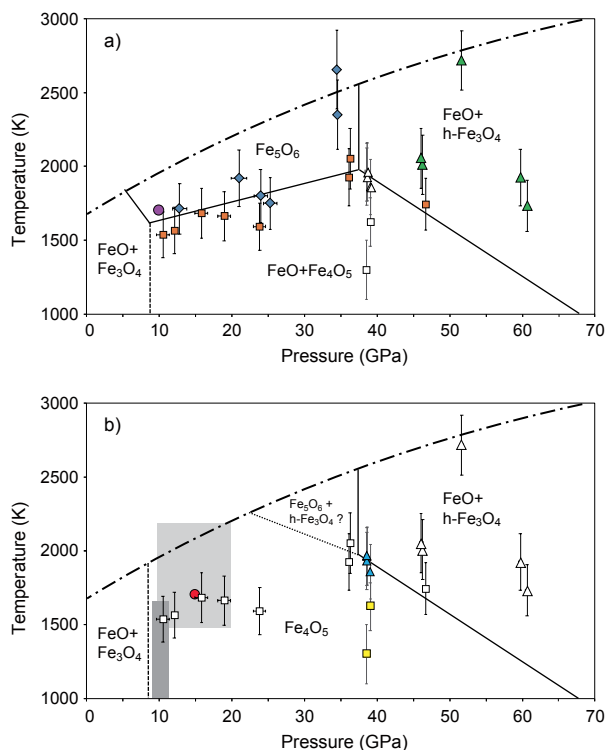 a)
3000
2500
2000
1500
1000
Temperature (K)
Fe₅O₆
FeO+
h-Fe₃O₄
FeO+
Fe₃O₄
FeO+Fe₄O₅
0 10 20 30 40 50 60 70
Pressure (GPa)
b)
3000
2500
2000
1500
1000
Temperature (K)
Fe₅O₆ +
h-Fe₃O₄ ?
FeO+
h-Fe₃O₄
FeO+
Fe₃O₄
Fe₄O₅
0 10 20 30 40 50 60 70
Pressure (GPa)